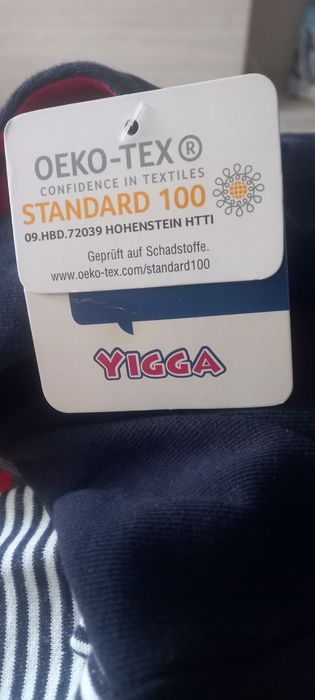 OEKO-TEX®
CONFIDENCE IN TEXTILES
STANDARD 100
09.HBD.72039 HOHENSTEIN HTTI
Geprüft auf Schadstoffe.
www.oeko-tex.com/standard100
YIGGA